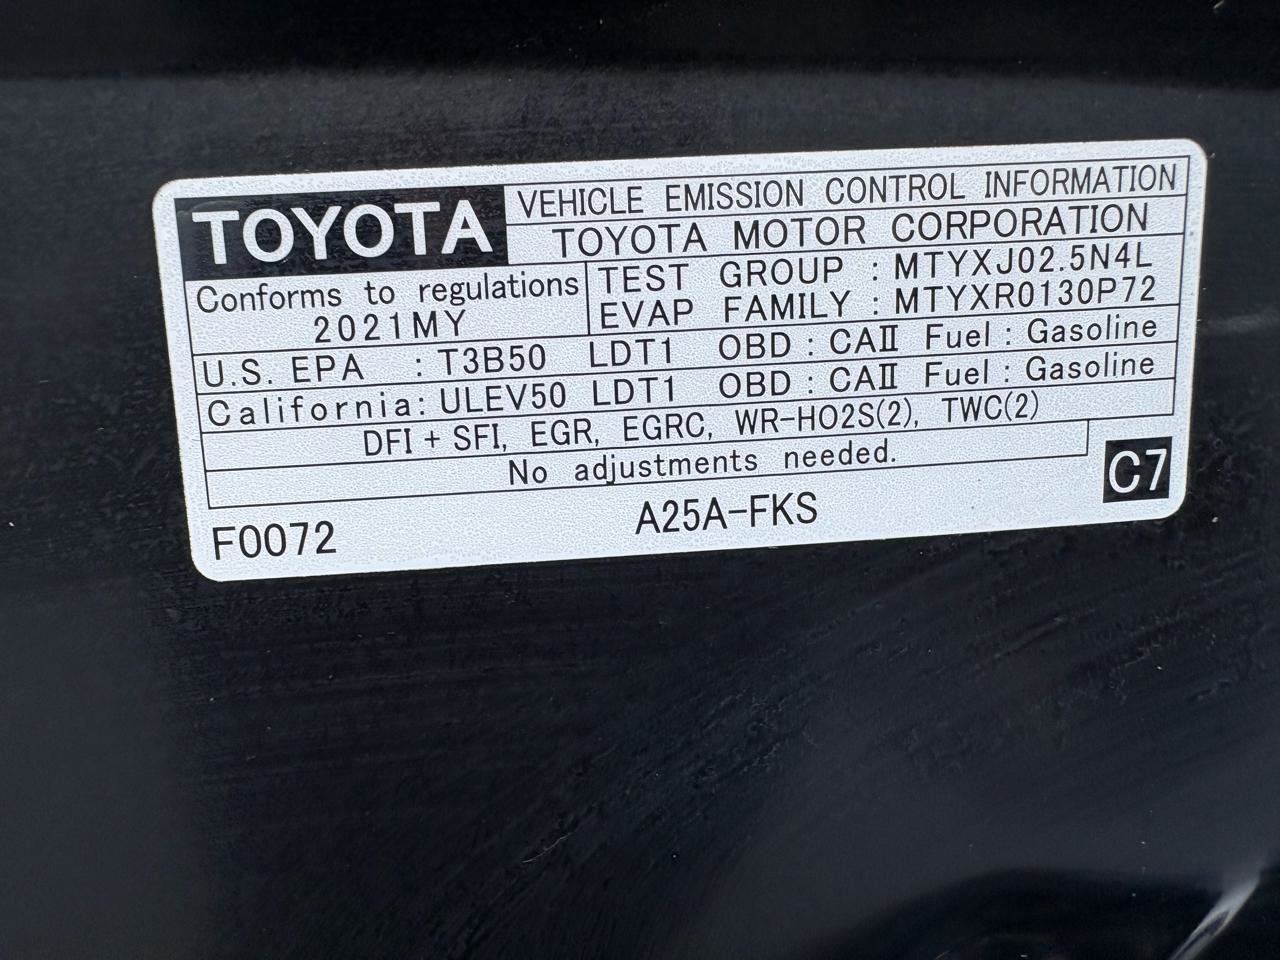 TOYOTA
VEHICLE EMISSION CONTROL INFORMATION
TOYOTA MOTOR CORPORATION
Conforms to regulations
2021MY
TEST GROUP : MTYXJ02.5N4L
EVAP FAMILY : MTYXR0130P72
U.S. EPA : T3B50 LDT1 OBD : CAII Fuel : Gasoline
California : ULEV50 LDT1 OBD : CAII Fuel : Gasoline
DFI + SFI, EGR, EGRC, WR-HO2S(2), TWC(2)
No adjustments needed.
C7
F0072
A25A-FKS